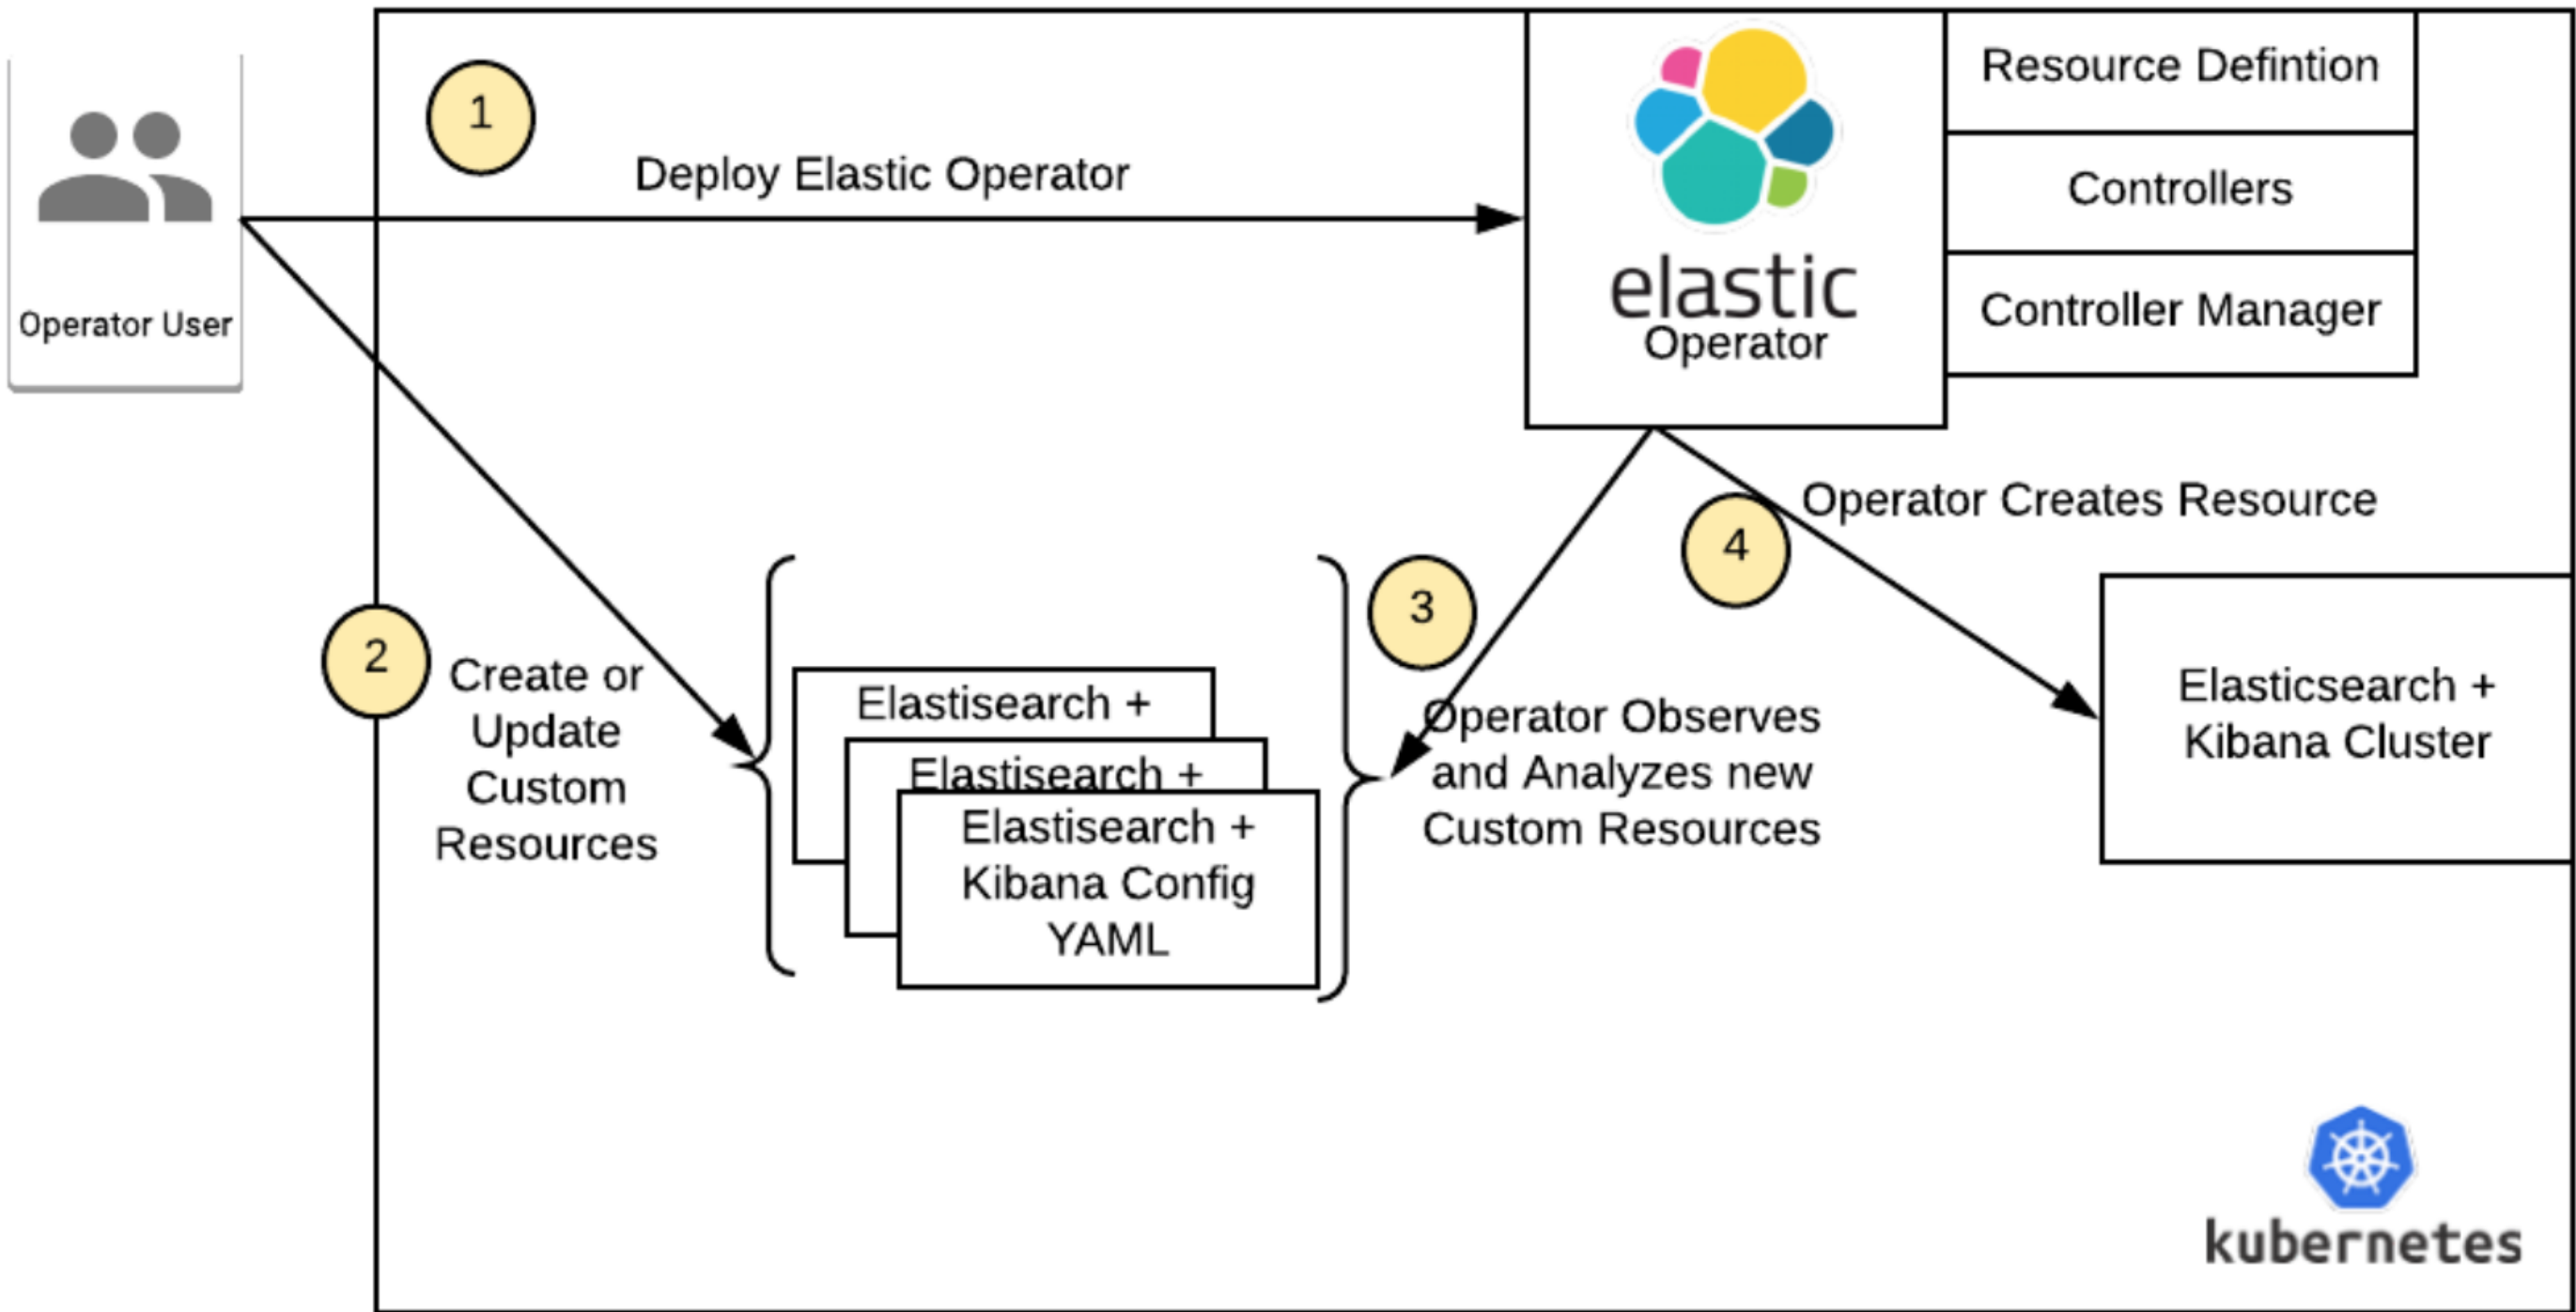 1
Deploy Elastic Operator
Operator User
elastic
Operator
Resource Defintion
Controllers
Controller Manager
2
Create or
Update
Custom
Resources
Elastisearch +
Elastisearch +
Elastisearch +
Kibana Config
YAML
3
Operator Observes
and Analyzes new
Custom Resources
4
Operator Creates Resource
Elasticsearch +
Kibana Cluster
kubernetes